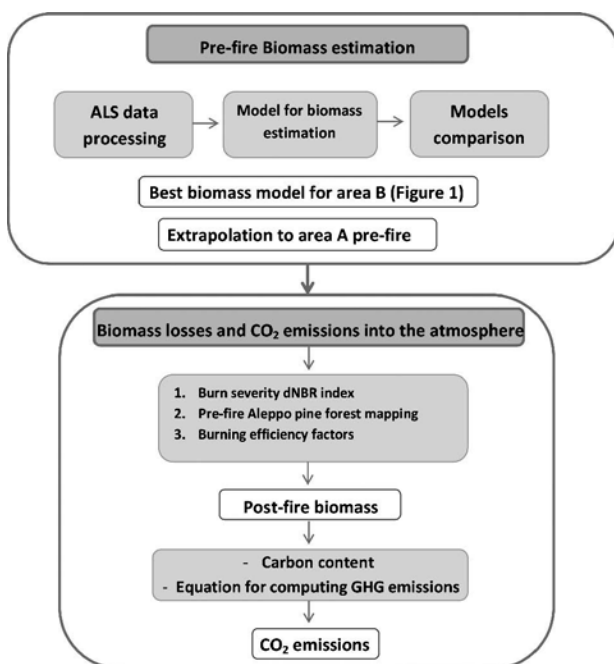 Pre-fire Biomass estimation
ALS data
processing
Model for biomass
estimation
Models
comparison
Best biomass model for area B (Figure 1)
Extrapolation to area A pre-fire
Biomass losses and CO₂ emissions into the atmosphere
1. Burn severity dNBR index
2. Pre-fire Aleppo pine forest mapping
3. Burning efficiency factors
Post-fire biomass
- Carbon content
- Equation for computing GHG emissions
CO₂ emissions